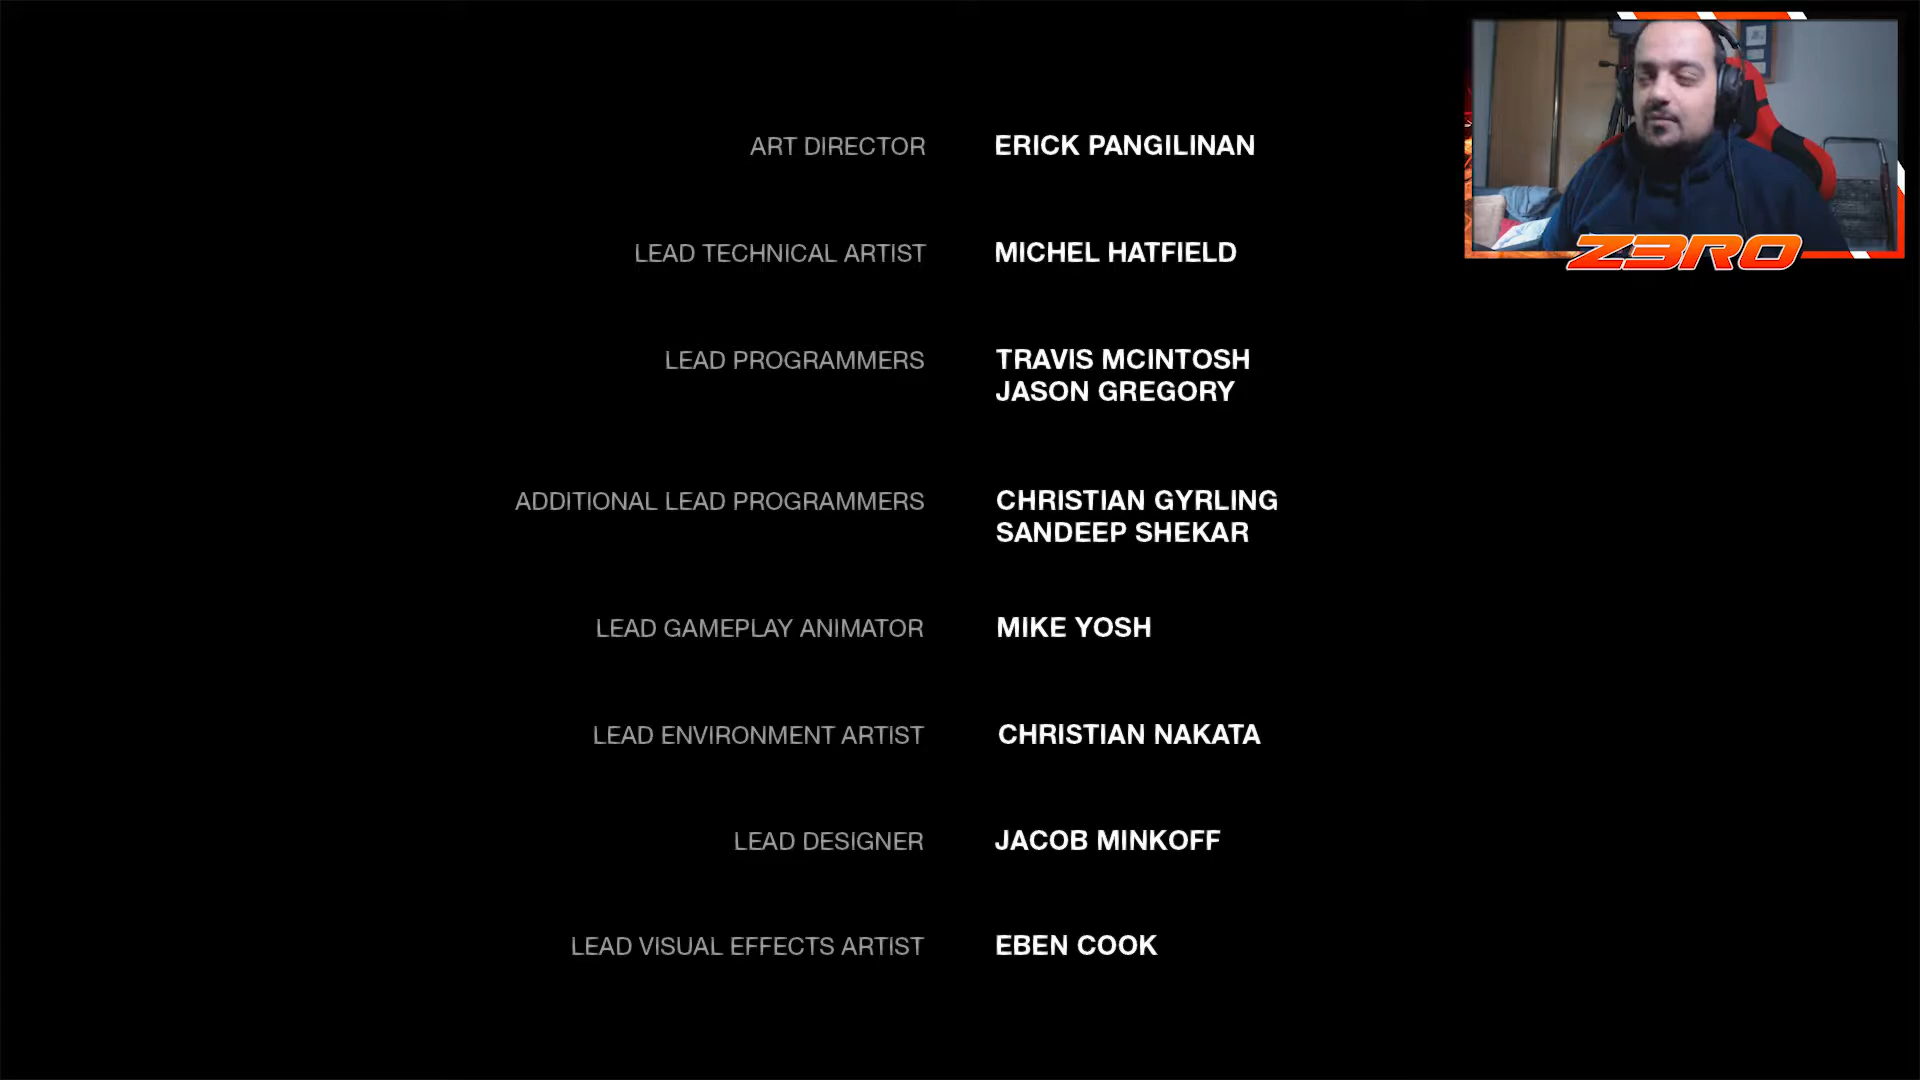 ART DIRECTOR ERICK PANGILINAN
LEAD TECHNICAL ARTIST MICHEL HATFIELD
LEAD PROGRAMMERS TRAVIS MCINTOSH
JASON GREGORY
ADDITIONAL LEAD PROGRAMMERS CHRISTIAN GYRLING
SANDEEP SHEKAR
LEAD GAMEPLAY ANIMATOR MIKE YOSH
LEAD ENVIRONMENT ARTIST CHRISTIAN NAKATA
LEAD DESIGNER JACOB MINKOFF
LEAD VISUAL EFFECTS ARTIST EBEN COOK
Z3RO